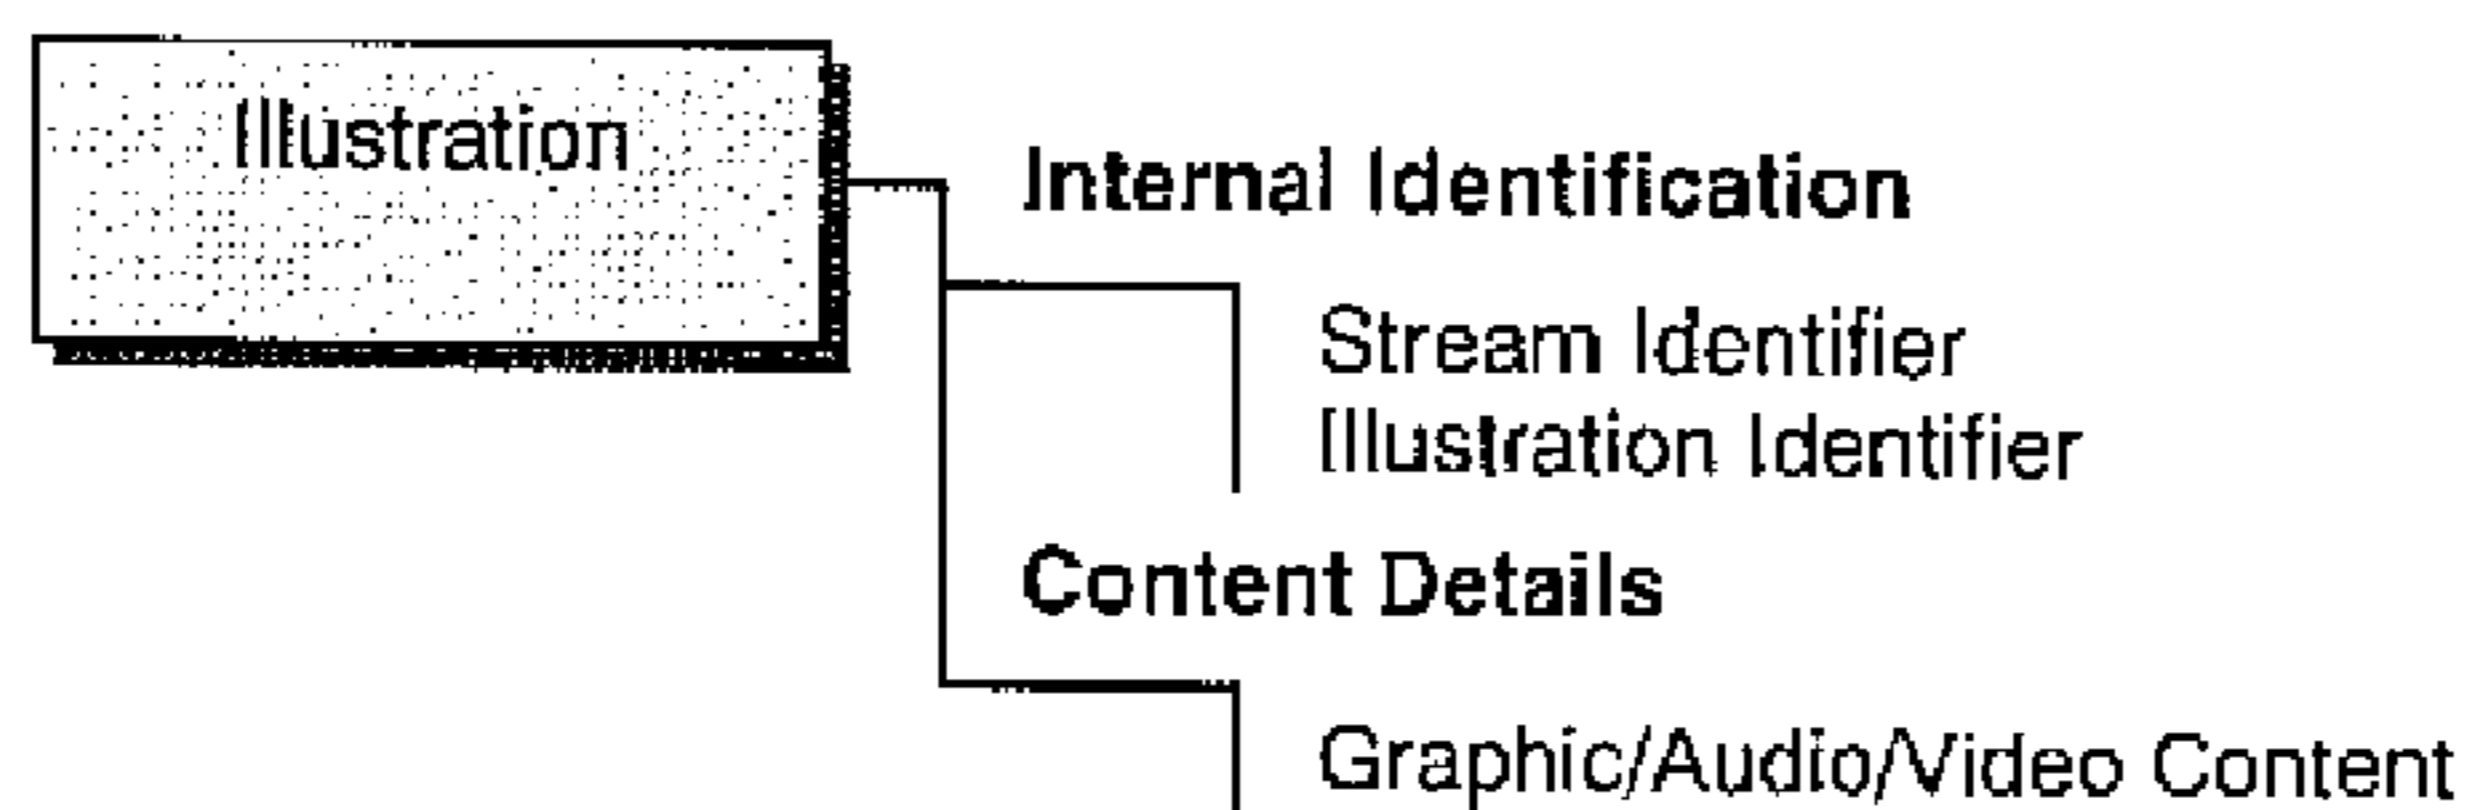 Illustration
Internal Identification
Stream Identifier
Illustration Identifier
Content Details
Graphic/Audio/Video Content